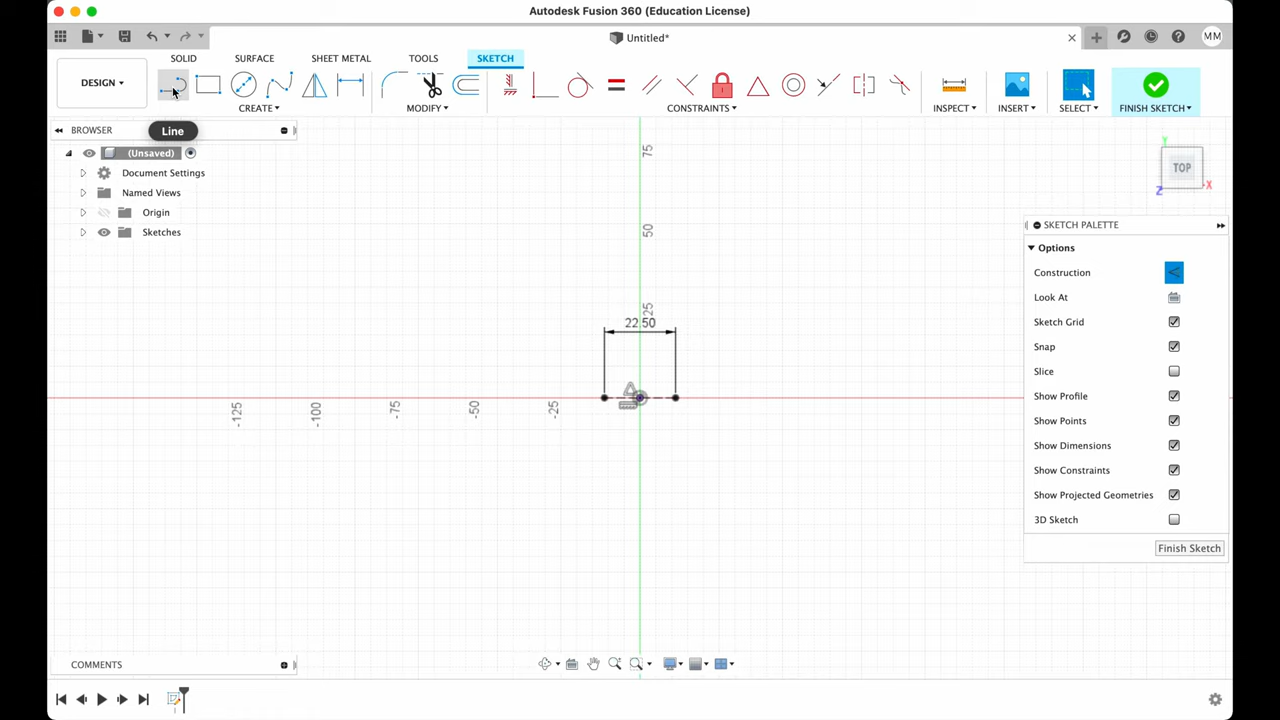 Autodesk Fusion 360 (Education License)
Untitled*
MM
SOLID SURFACE SHEET METAL TOOLS SKETCH
DESIGN
CREATE MODIFY CONSTRAINTS INSPECT INSERT SELECT FINISH SKETCH
BROWSER
Line
(Unsaved)
Document Settings
Named Views
Origin
Sketches
75
50
25
22.50
-125
-100
-75
-50
-25
TOP
Y
X
Z
SKETCH PALETTE
Options
Construction
Look At
Sketch Grid
Snap
Slice
Show Profile
Show Points
Show Dimensions
Show Constraints
Show Projected Geometries
3D Sketch
Finish Sketch
COMMENTS